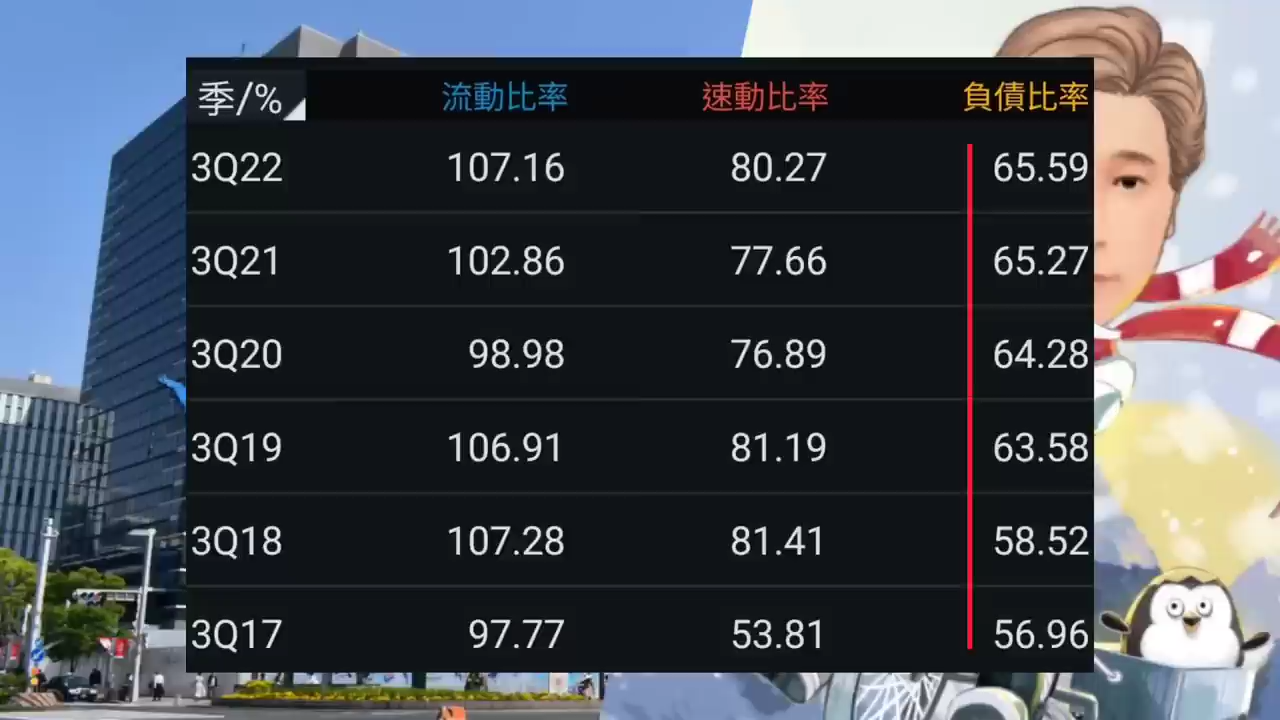 季/% 流動比率 速動比率 負債比率
3Q22 107.16 80.27 65.59
3Q21 102.86 77.66 65.27
3Q20 98.98 76.89 64.28
3Q19 106.91 81.19 63.58
3Q18 107.28 81.41 58.52
3Q17 97.77 53.81 56.96